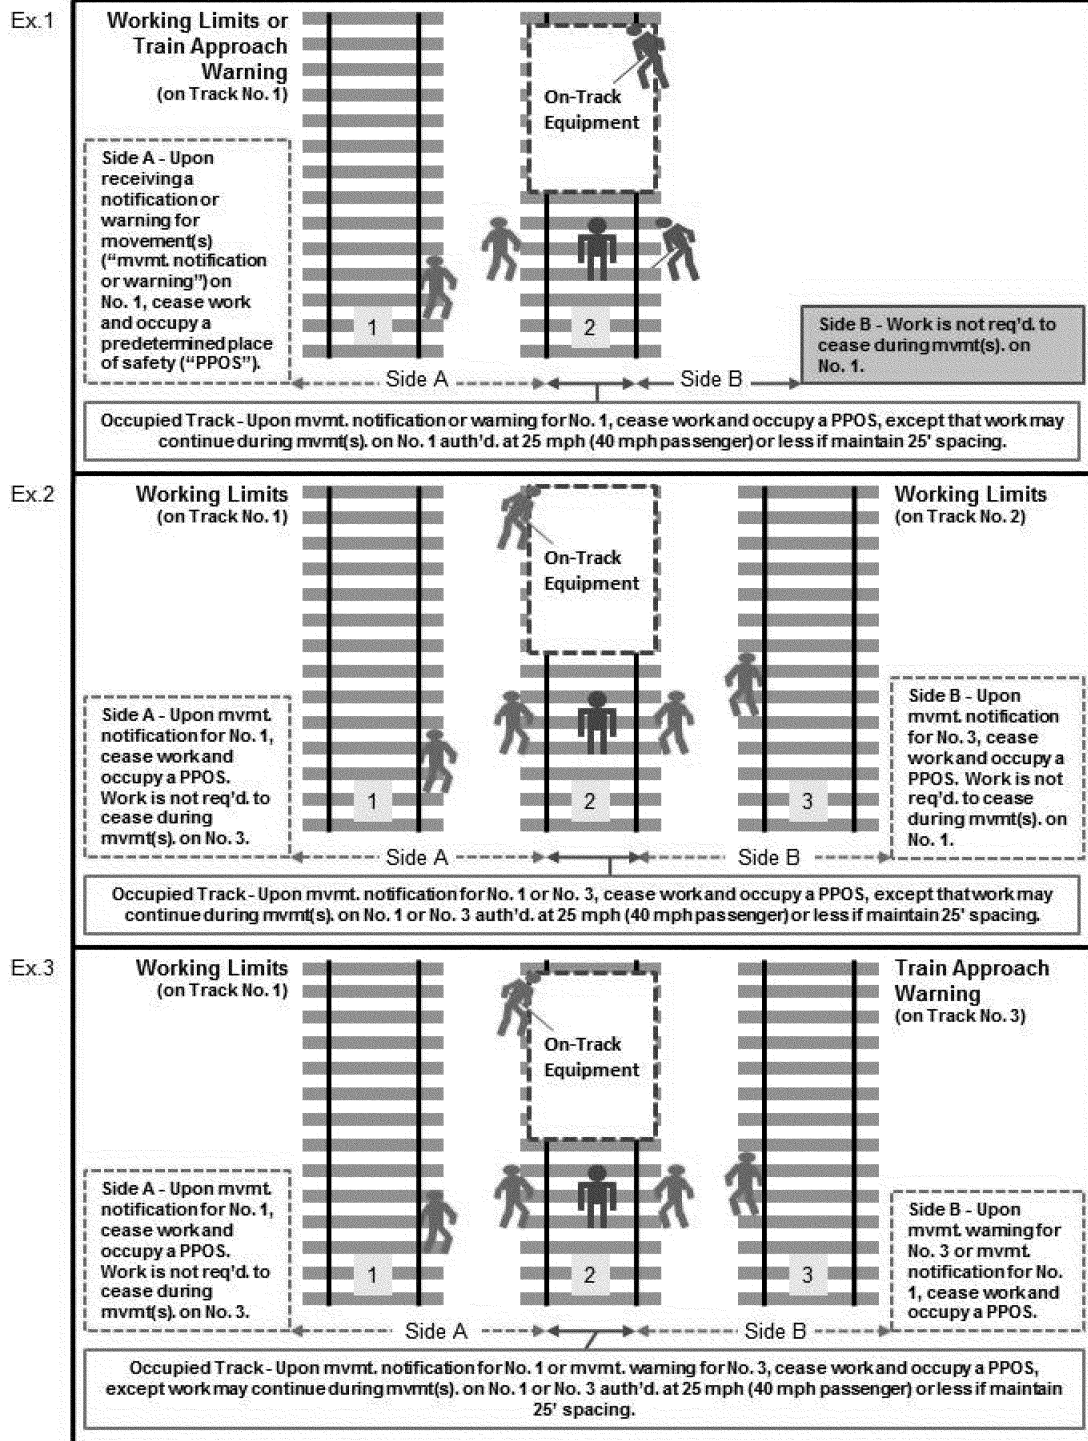 Ex.1
Working Limits or
Train Approach
Warning
(on Track No. 1)
On-Track
Equipment
Side A - Upon
receiving a
notification or
warning for
movement(s)
("mvmt. notification
or warning") on
No. 1, cease work
and occupy a
predetermined place
of safety ("PPOS").
1
2
Side B - Work is not req'd. to
cease during mvmt(s). on
No. 1.
Side A
Side B
Occupied Track - Upon mvmt. notification or warning for No. 1, cease work and occupy a PPOS, except that work may
continue during mvmt(s). on No. 1 auth'd. at 25 mph (40 mph passenger) or less if maintain 25' spacing.
Ex.2
Working Limits
(on Track No. 1)
On-Track
Equipment
Working Limits
(on Track No. 2)
Side A - Upon mvmt.
notification for No. 1,
cease work and
occupy a PPOS.
Work is not req'd. to
cease during
mvmt(s). on No. 3.
1
2
3
Side B - Upon
mvmt. notification
for No. 3, cease
work and occupy a
PPOS. Work is not
req'd. to cease
during mvmt(s). on
No. 1.
Side A
Side B
Occupied Track - Upon mvmt. notification for No. 1 or No. 3, cease work and occupy a PPOS, except that work may
continue during mvmt(s). on No. 1 or No. 3 auth'd. at 25 mph (40 mph passenger) or less if maintain 25' spacing.
Ex.3
Working Limits
(on Track No. 1)
On-Track
Equipment
Train Approach
Warning
(on Track No. 3)
Side A - Upon mvmt.
notification for No. 1,
cease work and
occupy a PPOS.
Work is not req'd. to
cease during
mvmt(s). on No. 3.
1
2
3
Side B - Upon
mvmt. warning for
No. 3 or mvmt.
notification for No.
1, cease work and
occupy a PPOS.
Side A
Side B
Occupied Track - Upon mvmt. notification for No. 1 or mvmt. warning for No. 3, cease work and occupy a PPOS,
except work may continue during mvmt(s). on No. 1 or No. 3 auth'd. at 25 mph (40 mph passenger) or less if maintain
25' spacing.